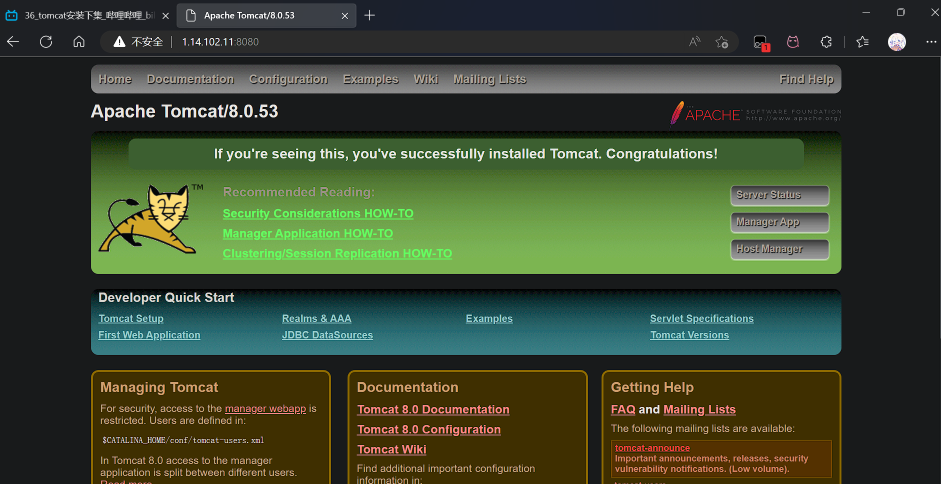 36_tomcat安装下集_哔哩哔哩_bili
Apache Tomcat/8.0.53
不安全
1.14.102.11:8080
1
Home Documentation Configuration Examples Wiki Mailing Lists Find Help
Apache Tomcat/8.0.53
APACHE SOFTWARE FOUNDATION
http://www.apache.org/
If you're seeing this, you've successfully installed Tomcat. Congratulations!
TM
Recommended Reading:
Security Considerations HOW-TO
Manager Application HOW-TO
Clustering/Session Replication HOW-TO
Server Status
Manager App
Host Manager
Developer Quick Start
Tomcat Setup Realms & AAA Examples Servlet Specifications
First Web Application JDBC DataSources Tomcat Versions
Managing Tomcat
For security, access to the manager webapp is
restricted. Users are defined in:
$CATALINA_HOME/conf/tomcat-users.xml
In Tomcat 8.0 access to the manager
application is split between different users.
Read more
Documentation
Tomcat 8.0 Documentation
Tomcat 8.0 Configuration
Tomcat Wiki
Find additional important configuration
information in:
Getting Help
FAQ and Mailing Lists
The following mailing lists are available:
tomcat-announce
Important announcements, releases, security
vulnerability notifications. (Low volume).